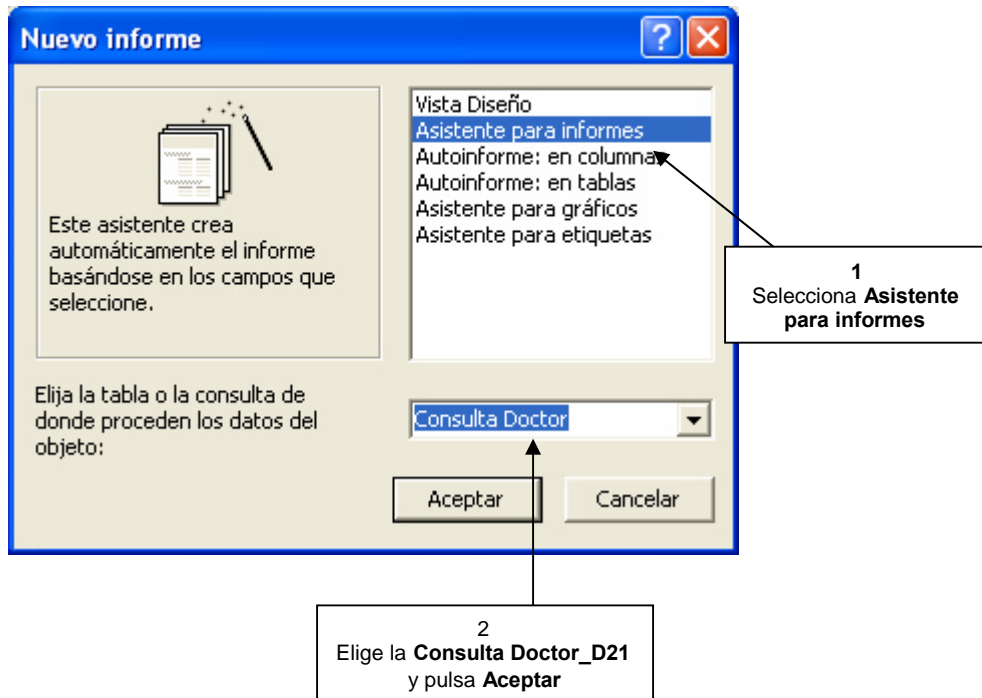 Nuevo informe
Vista Diseño
Asistente para informes
Autoinforme: en columna
Autoinforme: en tablas
Asistente para gráficos
Asistente para etiquetas
Este asistente crea
automáticamente el informe
basándose en los campos que
seleccione.
1
Selecciona Asistente
para informes
Elija la tabla o la consulta de
donde proceden los datos del
objeto:
Consulta Doctor
Aceptar
Cancelar
2
Elige la Consulta Doctor_D21
y pulsa Aceptar